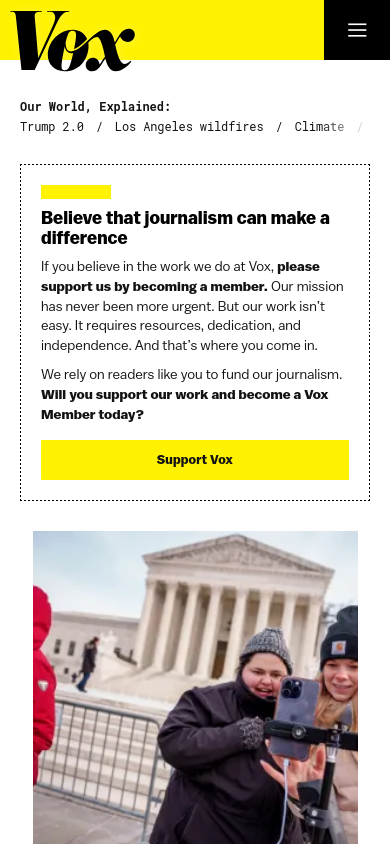 Vox
Our World, Explained:
Trump 2.0 / Los Angeles wildfires / Climate /
Believe that journalism can make a
difference
If you believe in the work we do at Vox, please
support us by becoming a member. Our mission
has never been more urgent. But our work isn't
easy. It requires resources, dedication, and
independence. And that's where you come in.
We rely on readers like you to fund our journalism.
Will you support our work and become a Vox
Member today?
Support Vox